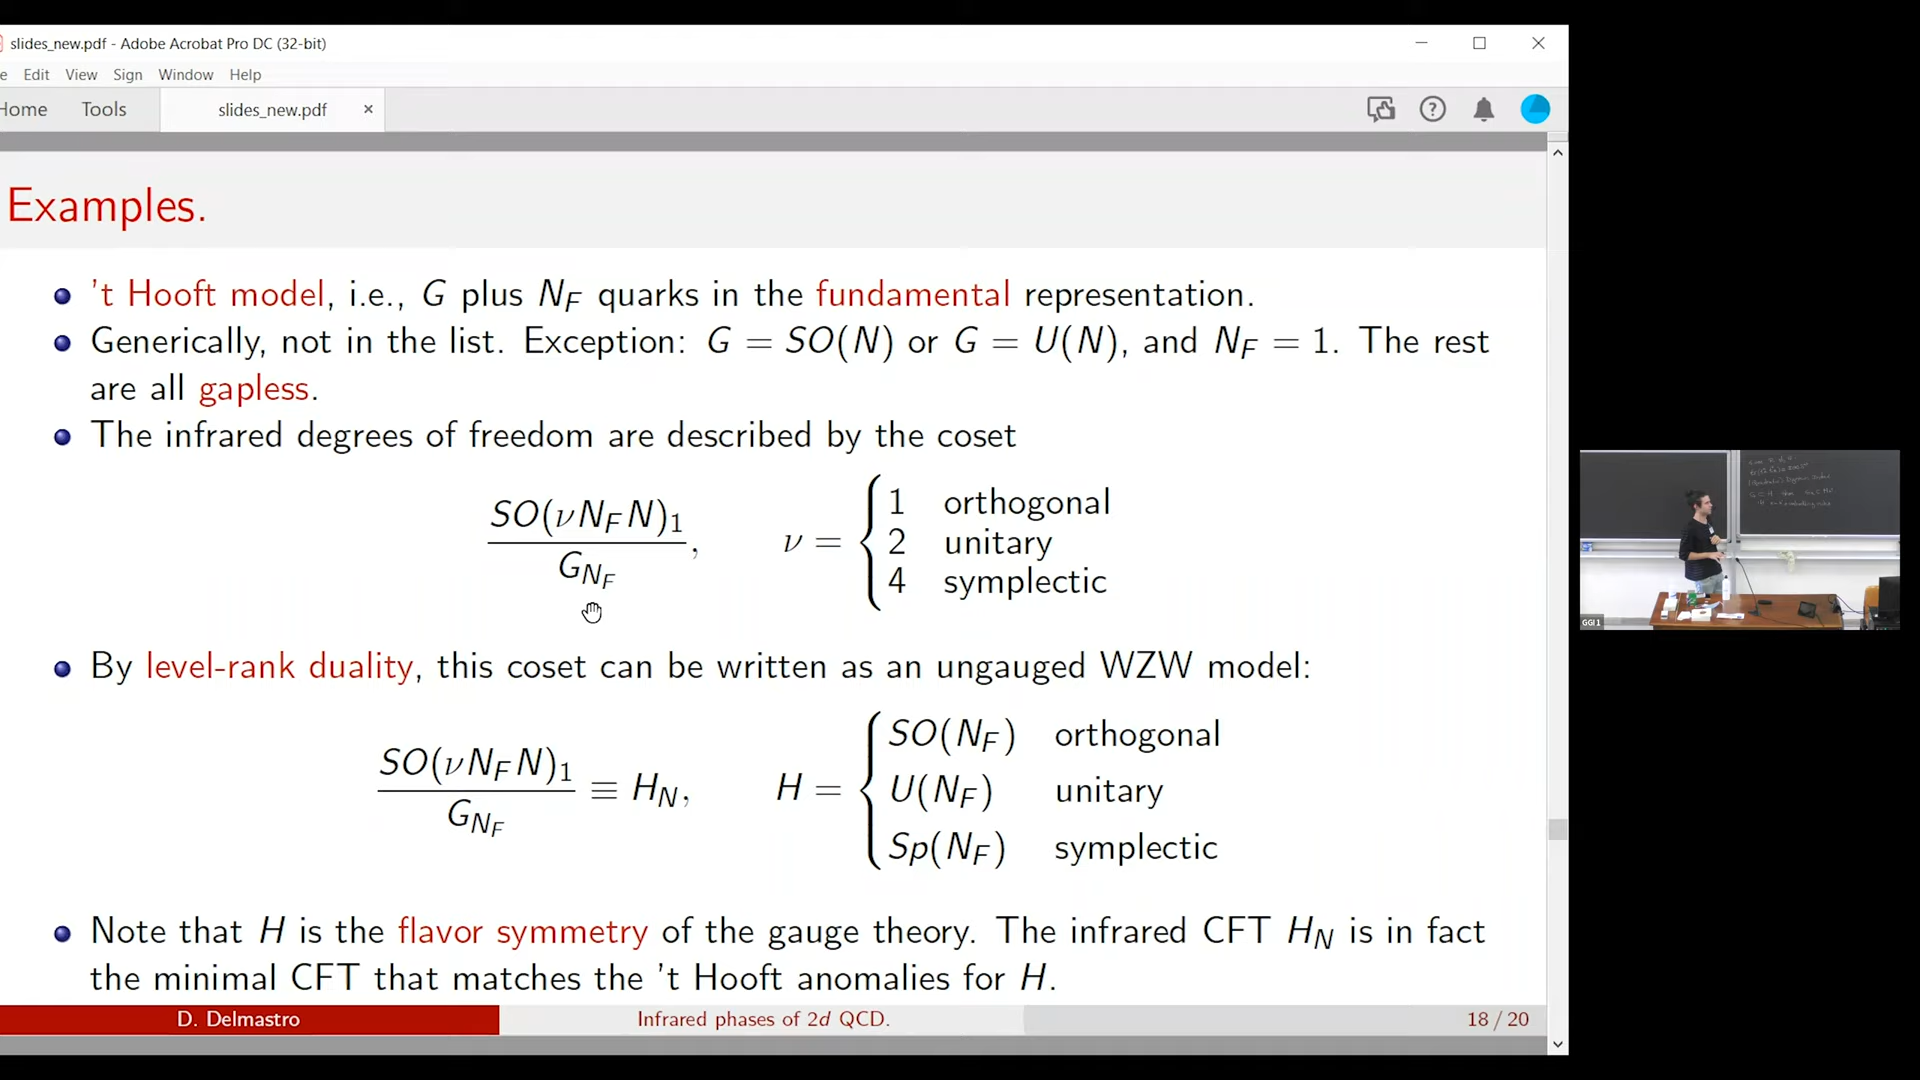 slides_new.pdf - Adobe Acrobat Pro DC (32-bit)
e Edit View Sign Window Help
Home Tools slides_new.pdf ×
Examples.
't Hooft model, i.e., G plus N_F quarks in the fundamental representation.
Generically, not in the list. Exception: G = SO(N) or G = U(N), and N_F = 1. The rest
are all gapless.
The infrared degrees of freedom are described by the coset
SO(νN_F N)_1 / G_{N_F}, ν = { 1 orthogonal
2 unitary
4 symplectic
By level-rank duality, this coset can be written as an ungauged WZW model:
SO(νN_F N)_1 / G_{N_F} ≡ H_N, H = { SO(N_F) orthogonal
U(N_F) unitary
Sp(N_F) symplectic
Note that H is the flavor symmetry of the gauge theory. The infrared CFT H_N is in fact
the minimal CFT that matches the 't Hooft anomalies for H.
D. Delmastro Infrared phases of 2d QCD. 18 / 20
GGI 1